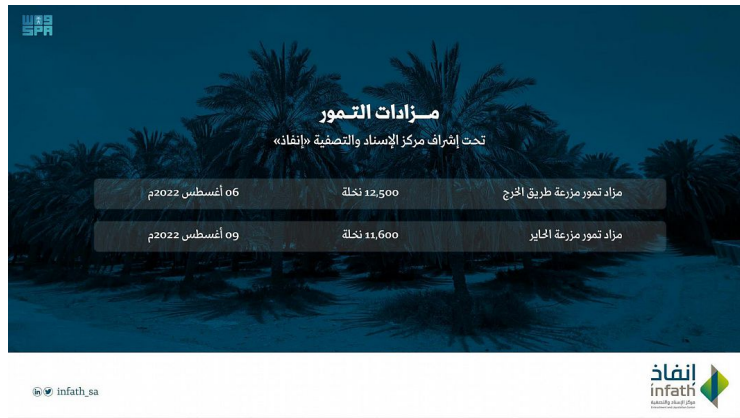 واس
SPA
مـزادات التـمور
تحت إشراف مركز الإسناد والتصفية «إنفاذ»
مزاد تمور مزرعة طريق الخرج 12,500 نخلة 06 أغسطس 2022م
مزاد تمور مزرعة الحاير 11,600 نخلة 09 أغسطس 2022م
إنفاذ
infath
مركز الإسناد والتصفية
infath_sa